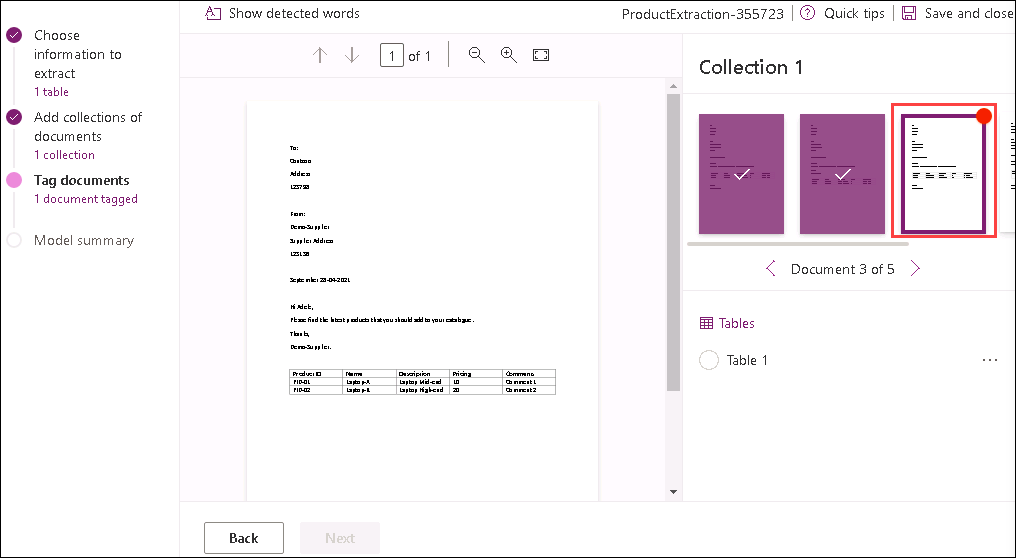 Show detected words
ProductExtraction-355723
Quick tips
Save and close
Choose
information to
extract
1 table
Add collections of
documents
1 collection
Tag documents
1 document tagged
Model summary
1 of 1
To:
Contoso
Address
123798
From:
Demo-Supplier
Supplier Address
123138
September 28-04-2021
Hi Adele,
Please find the latest products that you should add to your catalogue.
Thanks,
Demo-Supplier.
Product ID Name Description Pricing Comments
PID-01 Laptop-A Laptop Mid-end 10 Comment 1
PID-02 Laptop-B Laptop High-end 20 Comment 2
Collection 1
Document 3 of 5
Tables
Table 1
Back
Next